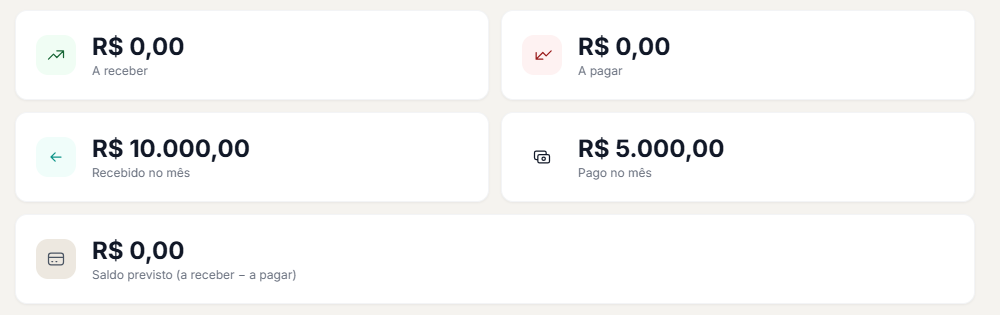 R$ 0,00
A receber
R$ 0,00
A pagar
R$ 10.000,00
Recebido no mês
R$ 5.000,00
Pago no mês
R$ 0,00
Saldo previsto (a receber – a pagar)